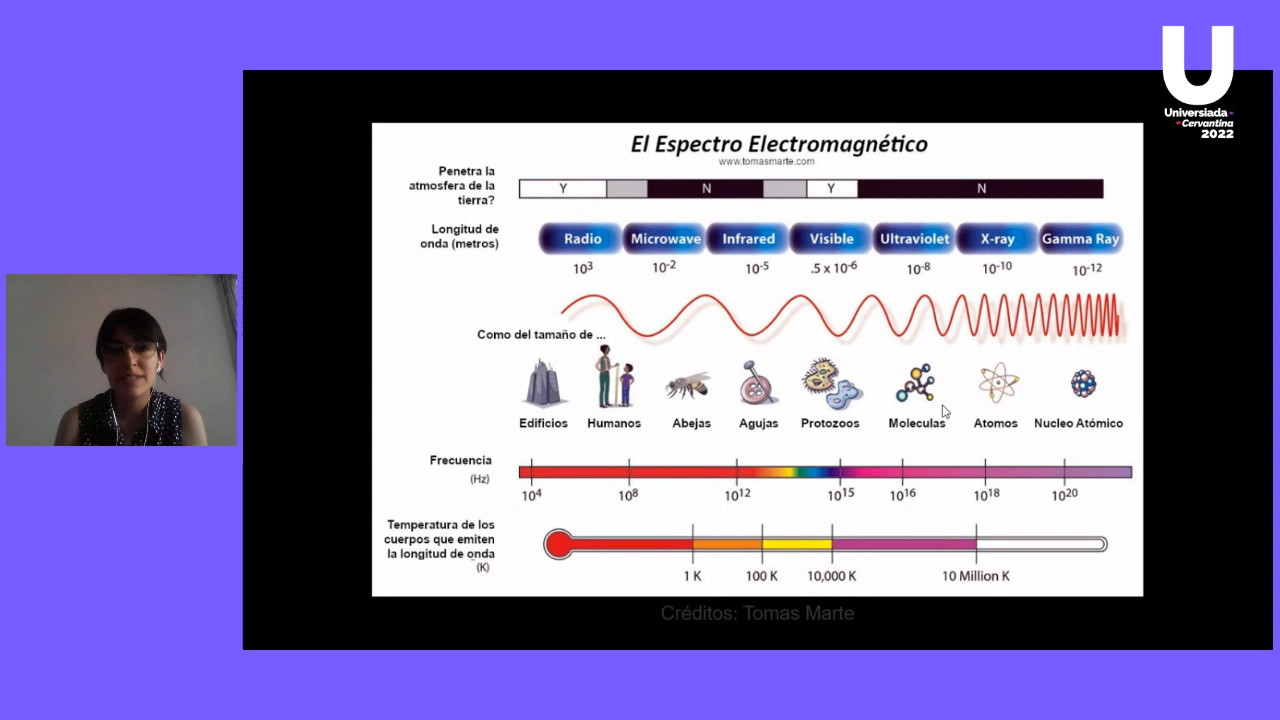 U
Universiada
Cervantina
2022
El Espectro Electromagnético
www.tomasmarte.com
Penetra la
atmosfera de la
tierra?
Y N Y N
Longitud de
onda (metros)
Radio Microwave Infrared Visible Ultraviolet X-ray Gamma Ray
10³ 10⁻² 10⁻⁵ .5 x 10⁻⁶ 10⁻⁸ 10⁻¹⁰ 10⁻¹²
Como del tamaño de ...
Edificios Humanos Abejas Agujas Protozoos Moleculas Atomos Nucleo Atómico
Frecuencia
(Hz)
10⁴ 10⁸ 10¹² 10¹⁵ 10¹⁶ 10¹⁸ 10²⁰
Temperatura de los
cuerpos que emiten
la longitud de onda
(K)
1 K 100 K 10,000 K 10 Million K
Créditos: Tomas Marte